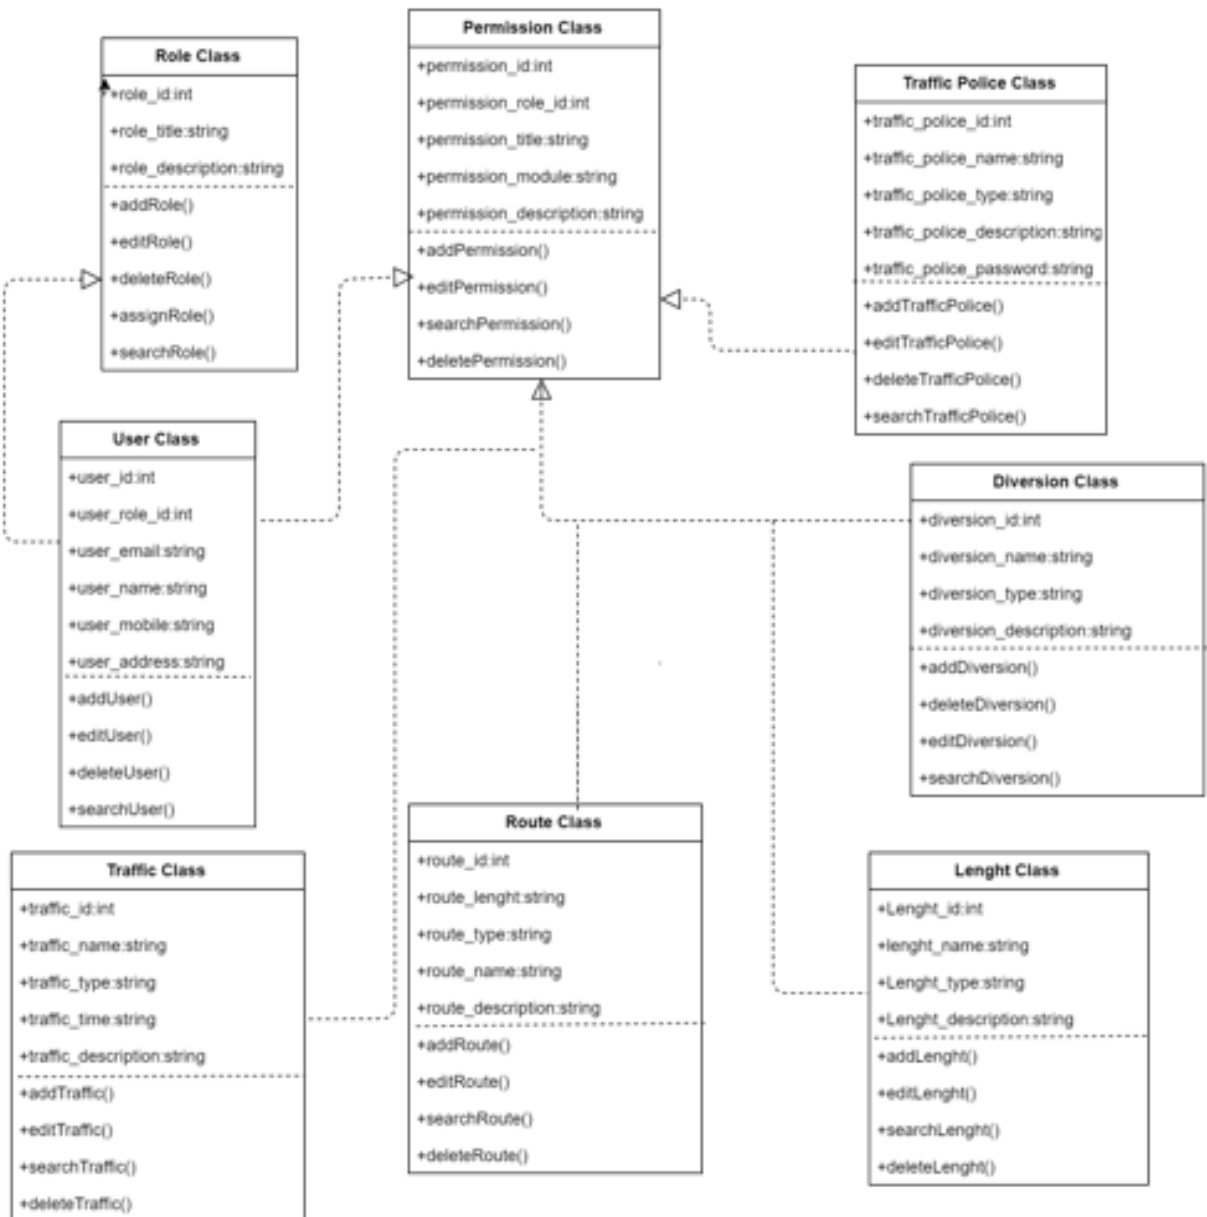 Role Class
+role_id:int
+role_title:string
+role_description:string
+addRole()
+editRole()
+deleteRole()
+assignRole()
+searchRole()
Permission Class
+permission_id:int
+permission_role_id:int
+permission_title:string
+permission_module:string
+permission_description:string
+addPermission()
+editPermission()
+searchPermission()
+deletePermission()
Traffic Police Class
+traffic_police_id:int
+traffic_police_name:string
+traffic_police_type:string
+traffic_police_description:string
+traffic_police_password:string
+addTrafficPolice()
+editTrafficPolice()
+deleteTrafficPolice()
+searchTrafficPolice()
User Class
+user_id:int
+user_role_id:int
+user_email:string
+user_name:string
+user_mobile:string
+user_address:string
+addUser()
+editUser()
+deleteUser()
+searchUser()
Diversion Class
+diversion_id:int
+diversion_name:string
+diversion_type:string
+diversion_description:string
+addDiversion()
+deleteDiversion()
+editDiversion()
+searchDiversion()
Traffic Class
+traffic_id:int
+traffic_name:string
+traffic_type:string
+traffic_time:string
+traffic_description:string
+addTraffic()
+editTraffic()
+searchTraffic()
+deleteTraffic()
Route Class
+route_id:int
+route_lenght:string
+route_type:string
+route_name:string
+route_description:string
+addRoute()
+editRoute()
+searchRoute()
+deleteRoute()
Lenght Class
+Lenght_id:int
+lenght_name:string
+Lenght_type:string
+Lenght_description:string
+addLenght()
+editLenght()
+searchLenght()
+deleteLenght()